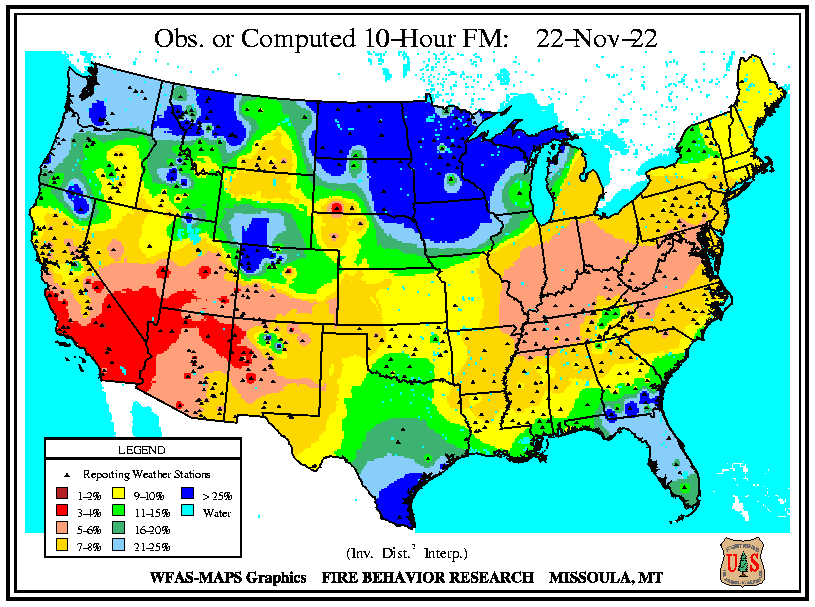 Obs. or Computed 10-Hour FM: 22-Nov-22
LEGEND
Reporting Weather Stations
1-2% 9-10% > 25%
3-4% 11-15% Water
5-6% 16-20%
7-8% 21-25%
(Inv. Dist.² Interp.)
WFAS-MAPS Graphics FIRE BEHAVIOR RESEARCH MISSOULA, MT
U S